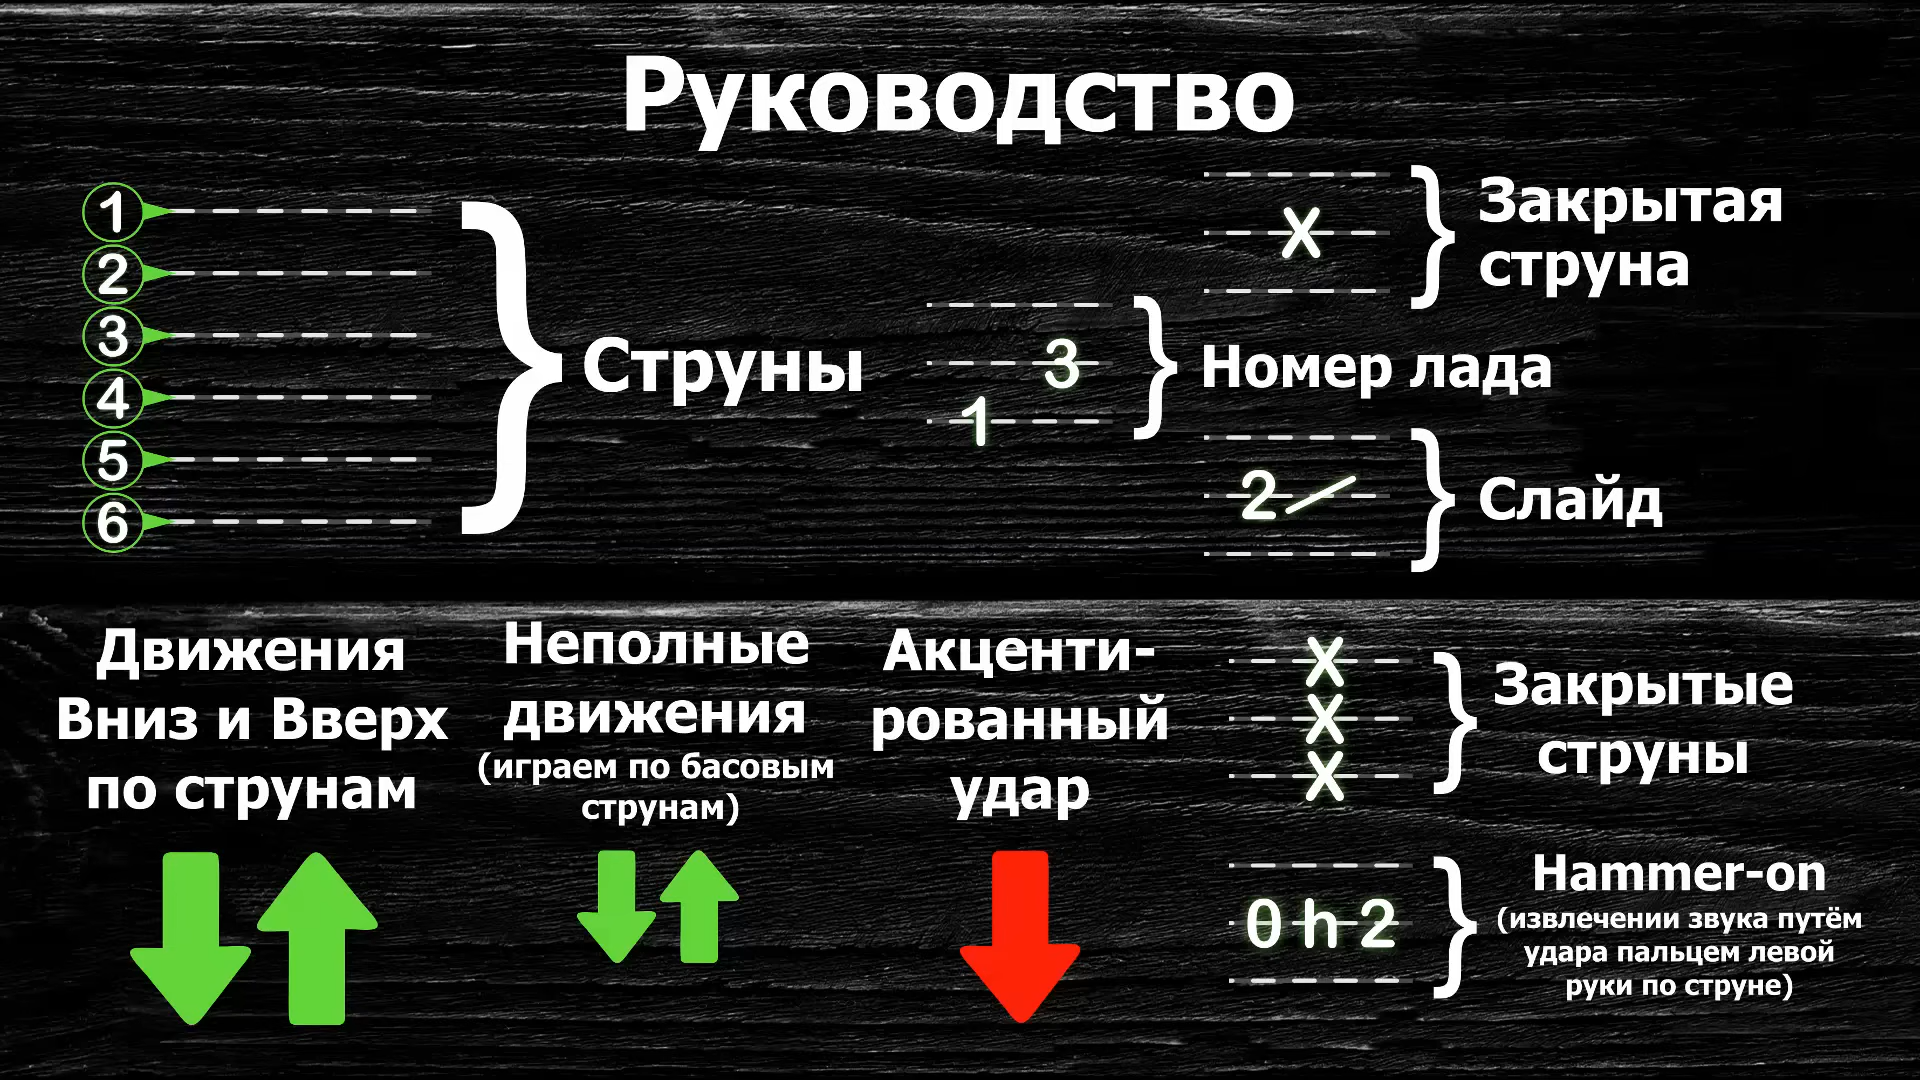 Руководство
1
2
3
4
5
6
Струны
3
1
Номер лада
X
Закрытая
струна
2
Слайд
Движения
Вниз и Вверх
по струнам
Неполные
движения
(играем по басовым
струнам)
Акценти-
рованный
удар
X
X
X
Закрытые
струны
0 h 2
Hammer-on
(извлечении звука путём
удара пальцем левой
руки по струне)